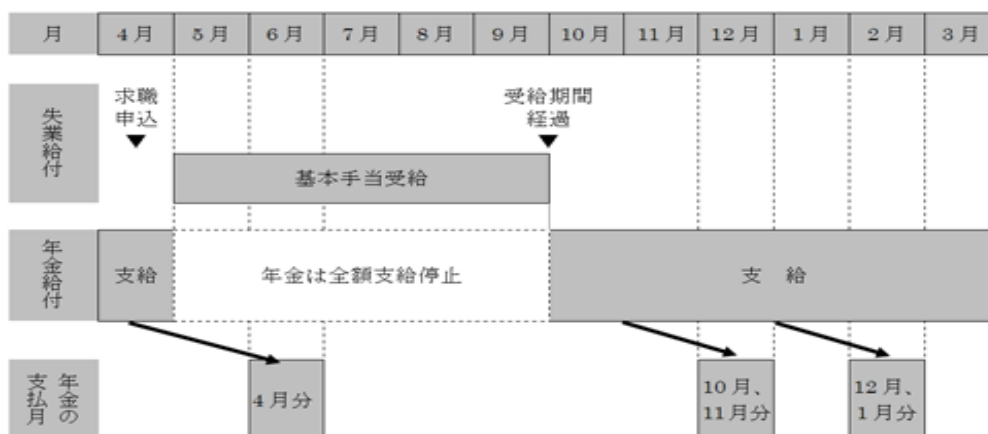 月 4月 5月 6月 7月 8月 9月 10月 11月 12月 1月 2月 3月
失業給付
求職
申込
受給期間
経過
基本手当受給
年金給付
支給
年金は全額支給停止
支 給
年金の
支払月
4月分
10月、
11月分
12月、
1月分